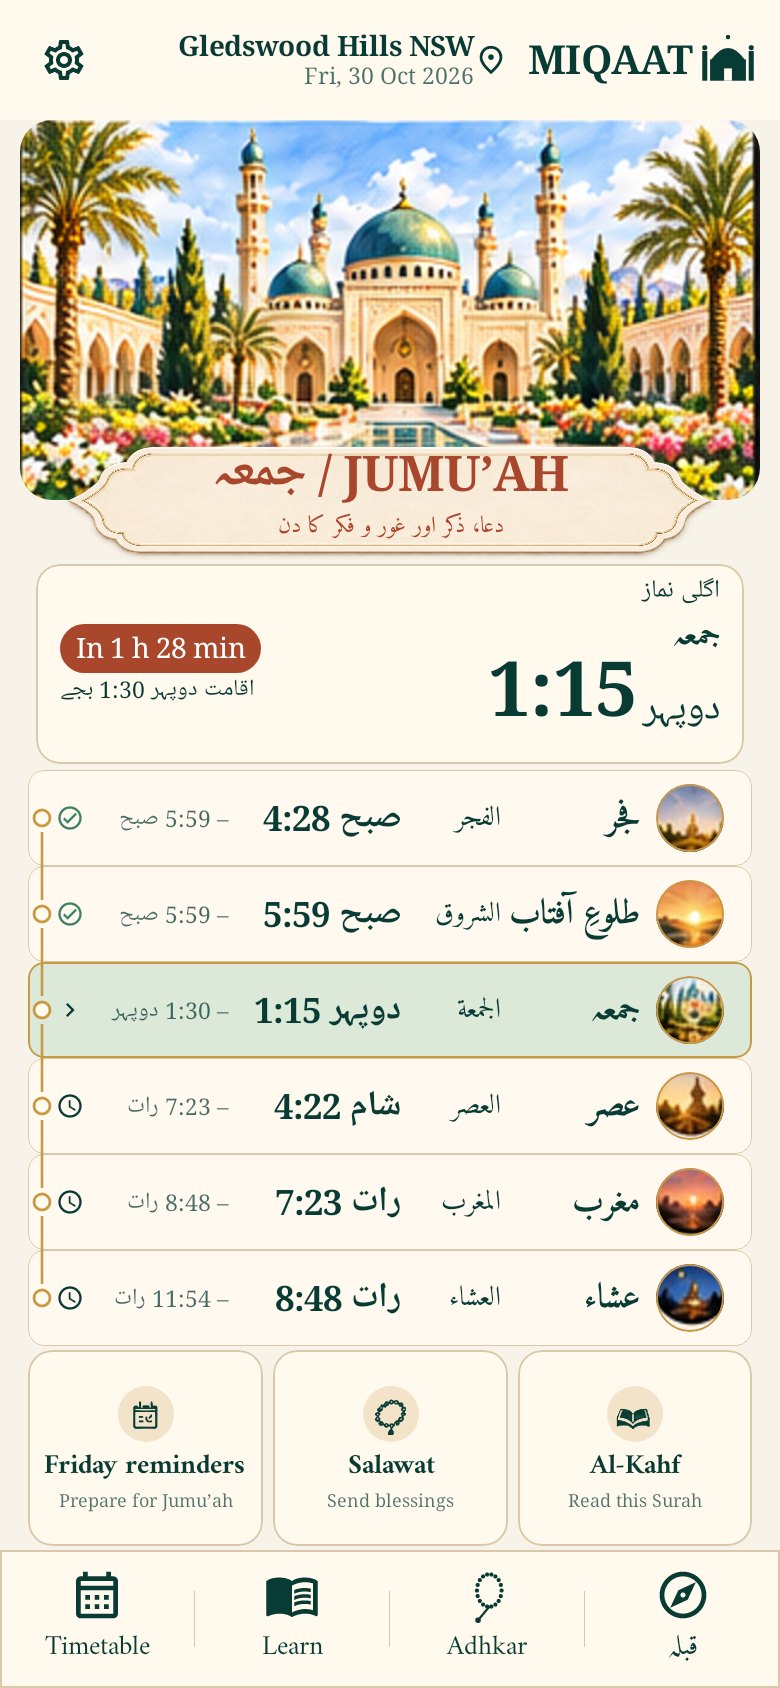 MIQAAT
Gledswood Hills NSW
Fri, 30 Oct 2026
جمعہ / JUMU’AH
دعا، ذکر اور غور و فکر کا دن
اگلی نماز
جمعہ
1:15 دوپہر
In 1 h 28 min
اقامت دوپہر 1:30 بجے
فجر الفجر صبح 4:28 – 5:59 صبح
طلوعِ آفتاب الشروق صبح 5:59 – 5:59 صبح
جمعہ الجمعة دوپہر 1:15 – 1:30 دوپہر
عصر العصر شام 4:22 – 7:23 رات
مغرب المغرب رات 7:23 – 8:48 رات
عشاء العشاء رات 8:48 – 11:54 رات
Friday reminders
Prepare for Jumu’ah
Salawat
Send blessings
Al-Kahf
Read this Surah
Timetable
Learn
Adhkar
قبلہ